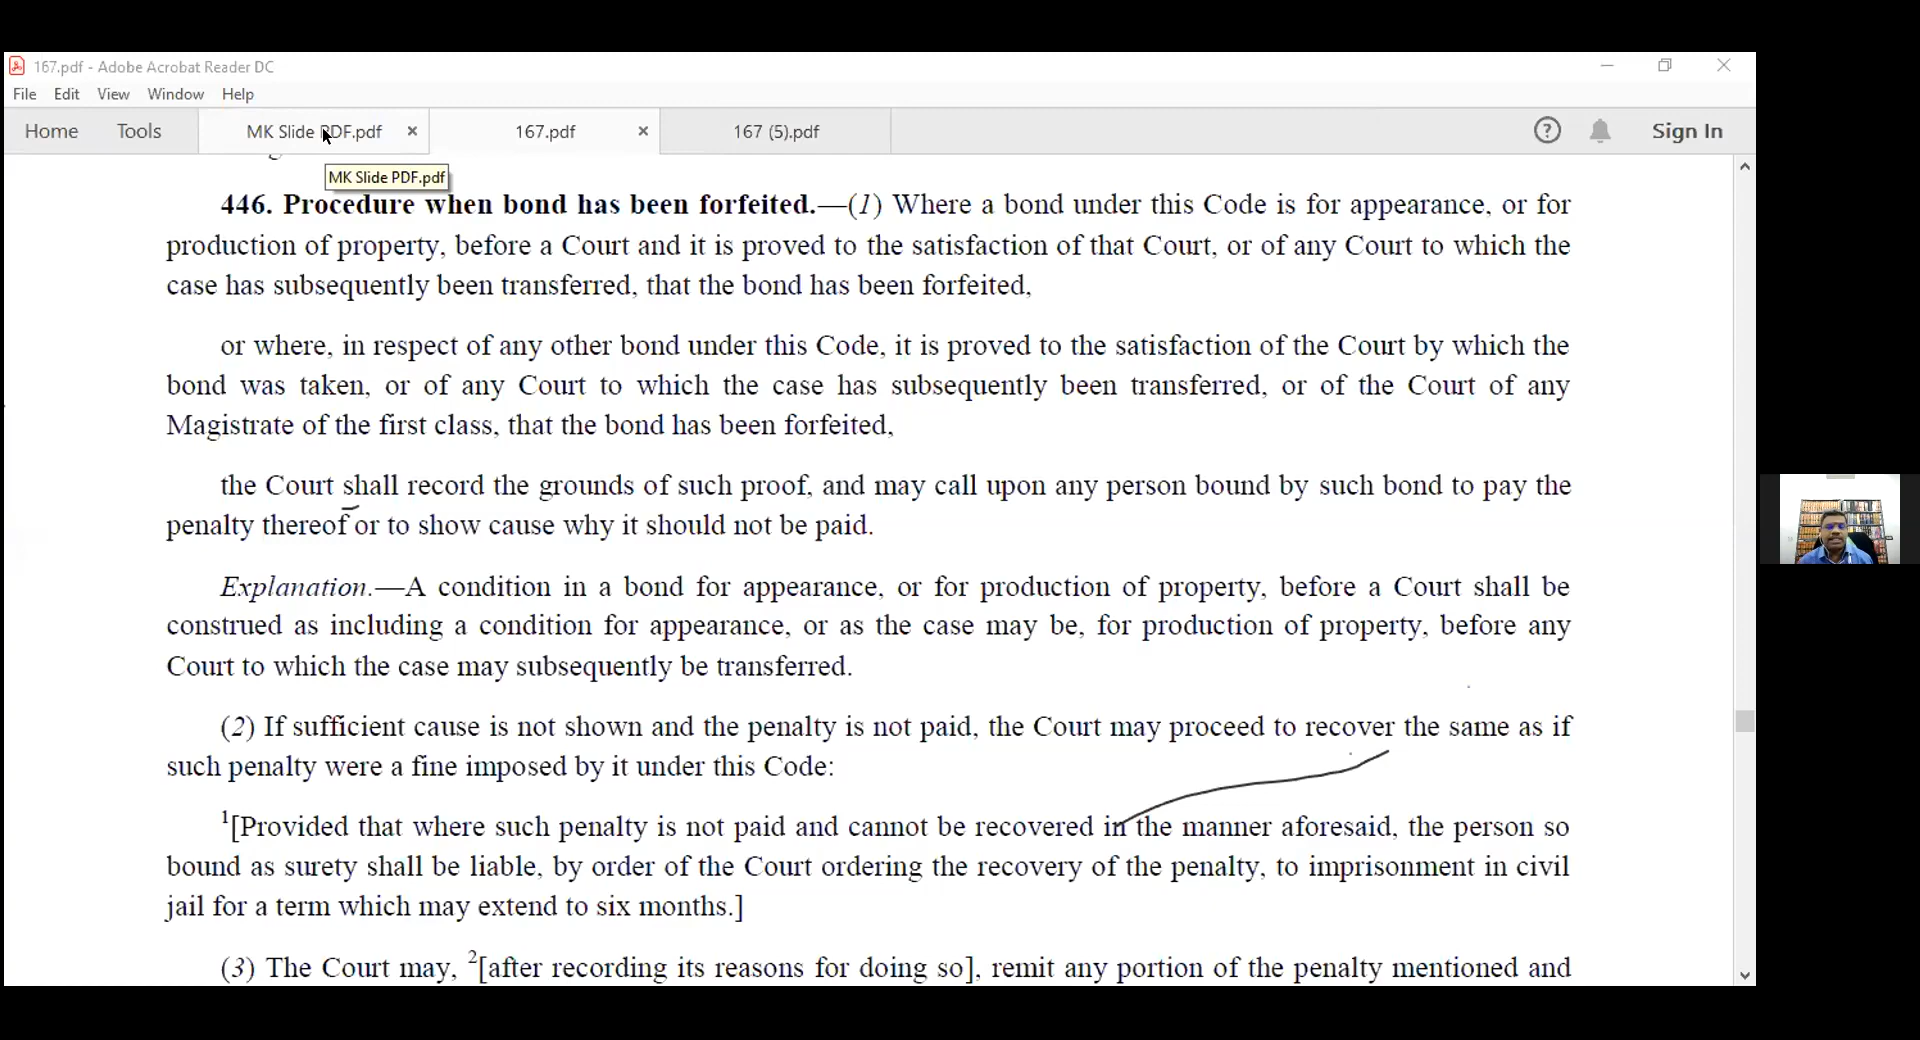 167.pdf - Adobe Acrobat Reader DC
File Edit View Window Help
Home Tools MK Slide PDF.pdf × 167.pdf × 167 (5).pdf ? Sign In
MK Slide PDF.pdf
446. Procedure when bond has been forfeited.—(1) Where a bond under this Code is for appearance, or for
production of property, before a Court and it is proved to the satisfaction of that Court, or of any Court to which the
case has subsequently been transferred, that the bond has been forfeited,
or where, in respect of any other bond under this Code, it is proved to the satisfaction of the Court by which the
bond was taken, or of any Court to which the case has subsequently been transferred, or of the Court of any
Magistrate of the first class, that the bond has been forfeited,
the Court shall record the grounds of such proof, and may call upon any person bound by such bond to pay the
penalty thereof or to show cause why it should not be paid.
Explanation.—A condition in a bond for appearance, or for production of property, before a Court shall be
construed as including a condition for appearance, or as the case may be, for production of property, before any
Court to which the case may subsequently be transferred.
(2) If sufficient cause is not shown and the penalty is not paid, the Court may proceed to recover the same as if
such penalty were a fine imposed by it under this Code:
1[Provided that where such penalty is not paid and cannot be recovered in the manner aforesaid, the person so
bound as surety shall be liable, by order of the Court ordering the recovery of the penalty, to imprisonment in civil
jail for a term which may extend to six months.]
(3) The Court may, 2[after recording its reasons for doing so], remit any portion of the penalty mentioned and